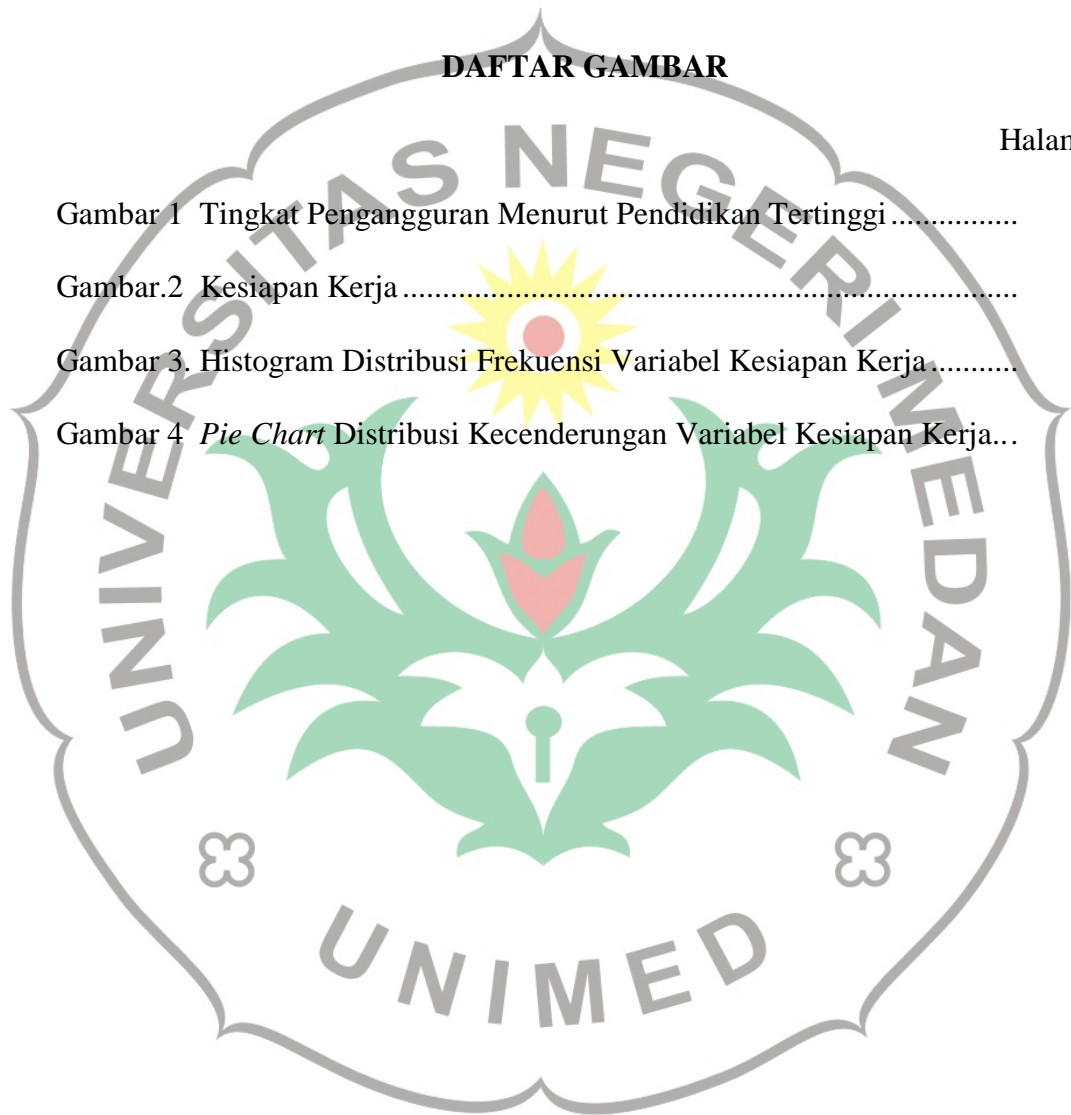 DAFTAR GAMBAR
Halan
Gambar 1 Tingkat Pengangguran Menurut Pendidikan Tertinggi................
Gambar.2 Kesiapan Kerja.............................................................................
Gambar 3. Histogram Distribusi Frekuensi Variabel Kesiapan Kerja...........
Gambar 4 Pie Chart Distribusi Kecenderungan Variabel Kesiapan Kerja...
UNIVERSITAS NEGERI MEDAN
UNIMED